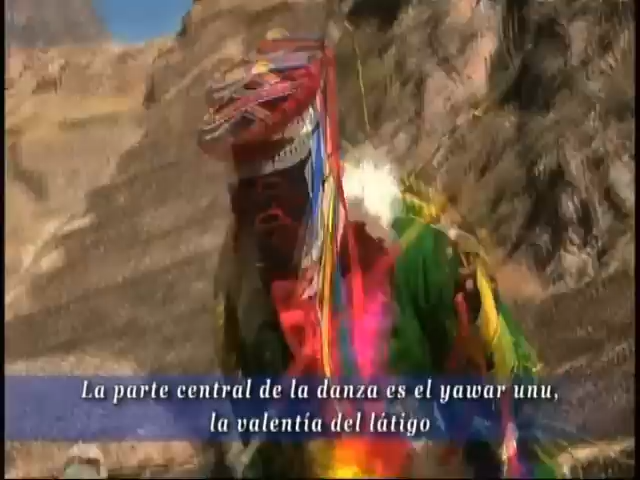 La parte central de la danza es el yawar unu,
la valentía del látigo